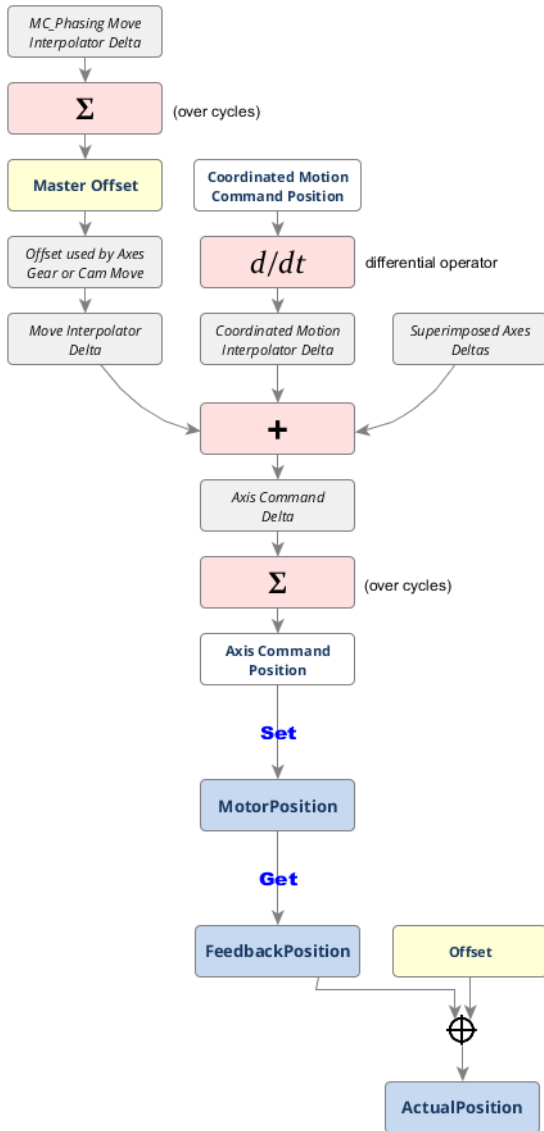 MC_Phasing Move
Interpolator Delta
Σ
(over cycles)
Master Offset
Coordinated Motion
Command Position
Offset used by Axes
Gear or Cam Move
d/dt
differential operator
Move Interpolator
Delta
Coordinated Motion
Interpolator Delta
Superimposed Axes
Deltas
+
Axis Command
Delta
Σ
(over cycles)
Axis Command
Position
Set
MotorPosition
Get
FeedbackPosition
Offset
⊕
ActualPosition